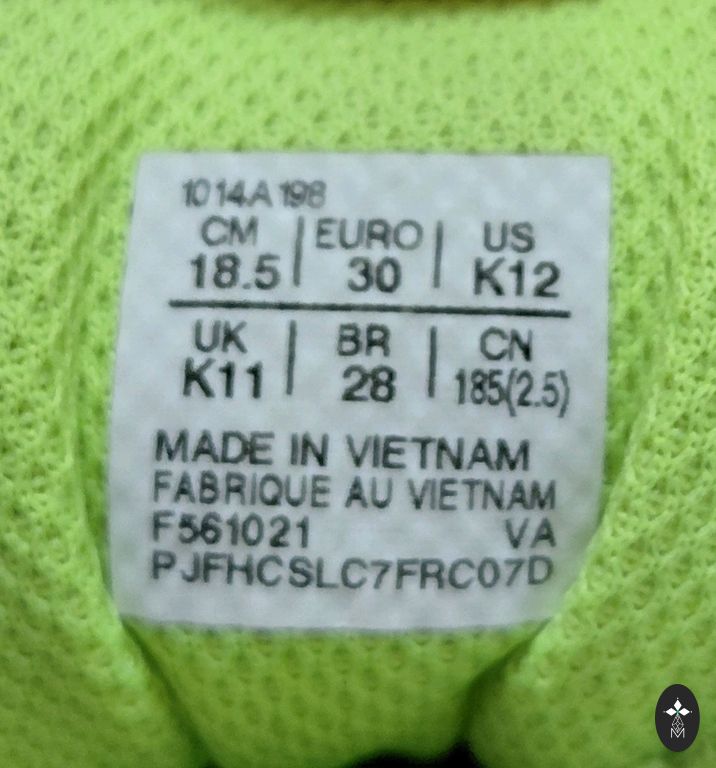 1014A198
CM | EURO | US
18.5 | 30 | K12
UK | BR | CN
K11 | 28 | 185(2.5)
MADE IN VIETNAM
FABRIQUE AU VIETNAM
F561021 VA
PJFHCSLC7FRC07D
M